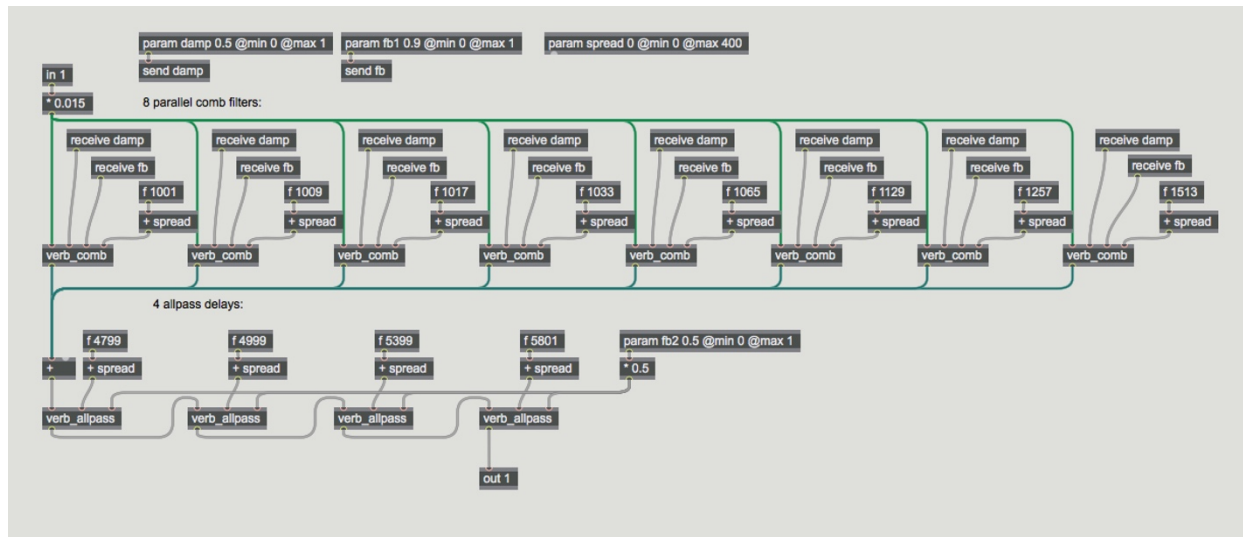 param damp 0.5 @min 0 @max 1
param fb1 0.9 @min 0 @max 1
param spread 0 @min 0 @max 400
send damp
send fb
in 1
* 0.015
8 parallel comb filters:
receive damp
receive damp
receive damp
receive damp
receive damp
receive damp
receive damp
receive damp
receive fb
receive fb
receive fb
receive fb
receive fb
receive fb
receive fb
receive fb
f 1001
f 1009
f 1017
f 1033
f 1065
f 1129
f 1257
f 1513
+ spread
+ spread
+ spread
+ spread
+ spread
+ spread
+ spread
+ spread
verb_comb
verb_comb
verb_comb
verb_comb
verb_comb
verb_comb
verb_comb
verb_comb
4 allpass delays:
f 4799
f 4999
f 5399
f 5801
param fb2 0.5 @min 0 @max 1
+
+ spread
+ spread
+ spread
+ spread
* 0.5
verb_allpass
verb_allpass
verb_allpass
verb_allpass
out 1